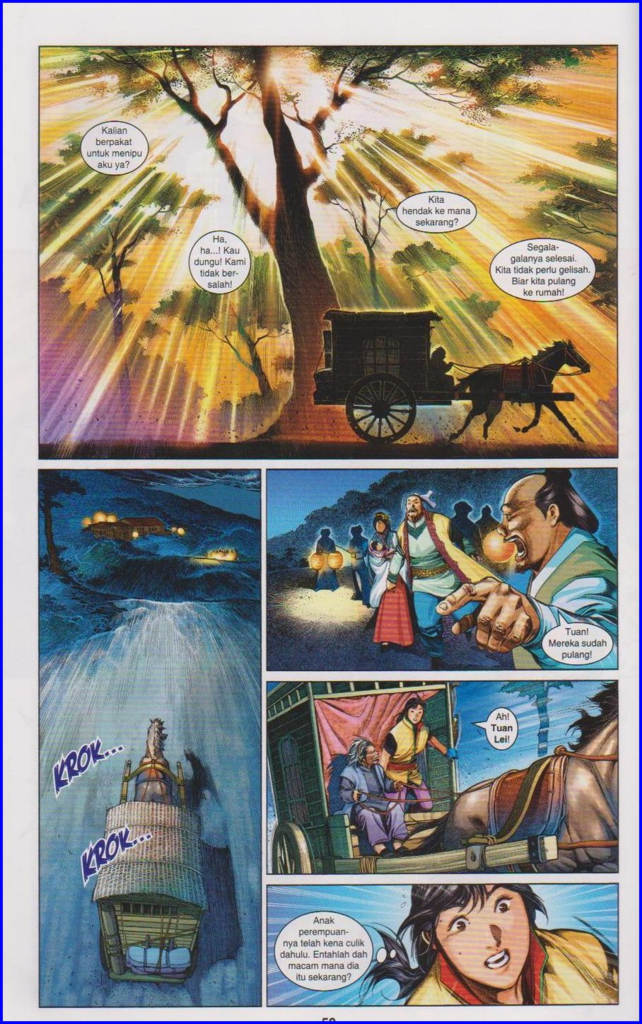 Kalian
berpakat
untuk menipu
aku ya?
Ha,
ha...! Kau
dungu! Kami
tidak ber-
salah!
Kita
hendak ke mana
sekarang?
Segala-
galanya selesai.
Kita tidak perlu gelisah.
Biar kita pulang
ke rumah!
KROK...
KROK...
Tuan!
Mereka sudah
pulang!
Ah!
Tuan
Lei!
Anak
perempuan-
nya telah kena culik
dahulu. Entahlah dah
macam mana dia
itu sekarang?